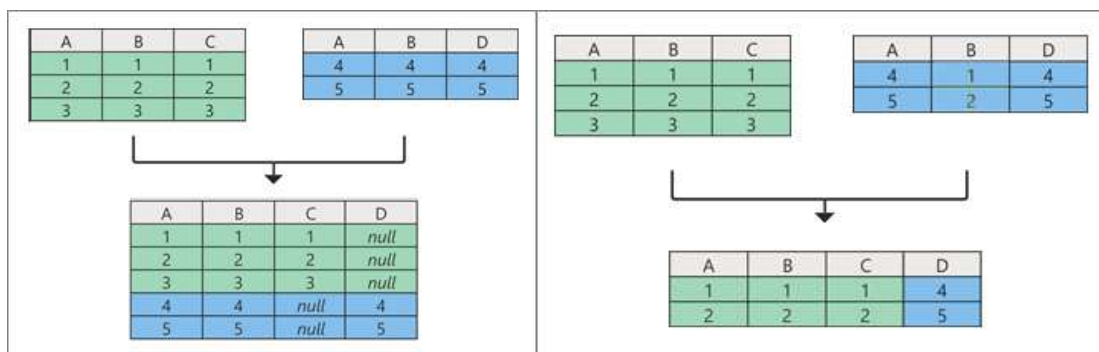 A B C
1 1 1
2 2 2
3 3 3
A B D
4 4 4
5 5 5
A B C D
1 1 1 null
2 2 2 null
3 3 3 null
4 4 null 4
5 5 null 5
A B C
1 1 1
2 2 2
3 3 3
A B D
4 1 4
5 2 5
A B C D
1 1 1 4
2 2 2 5